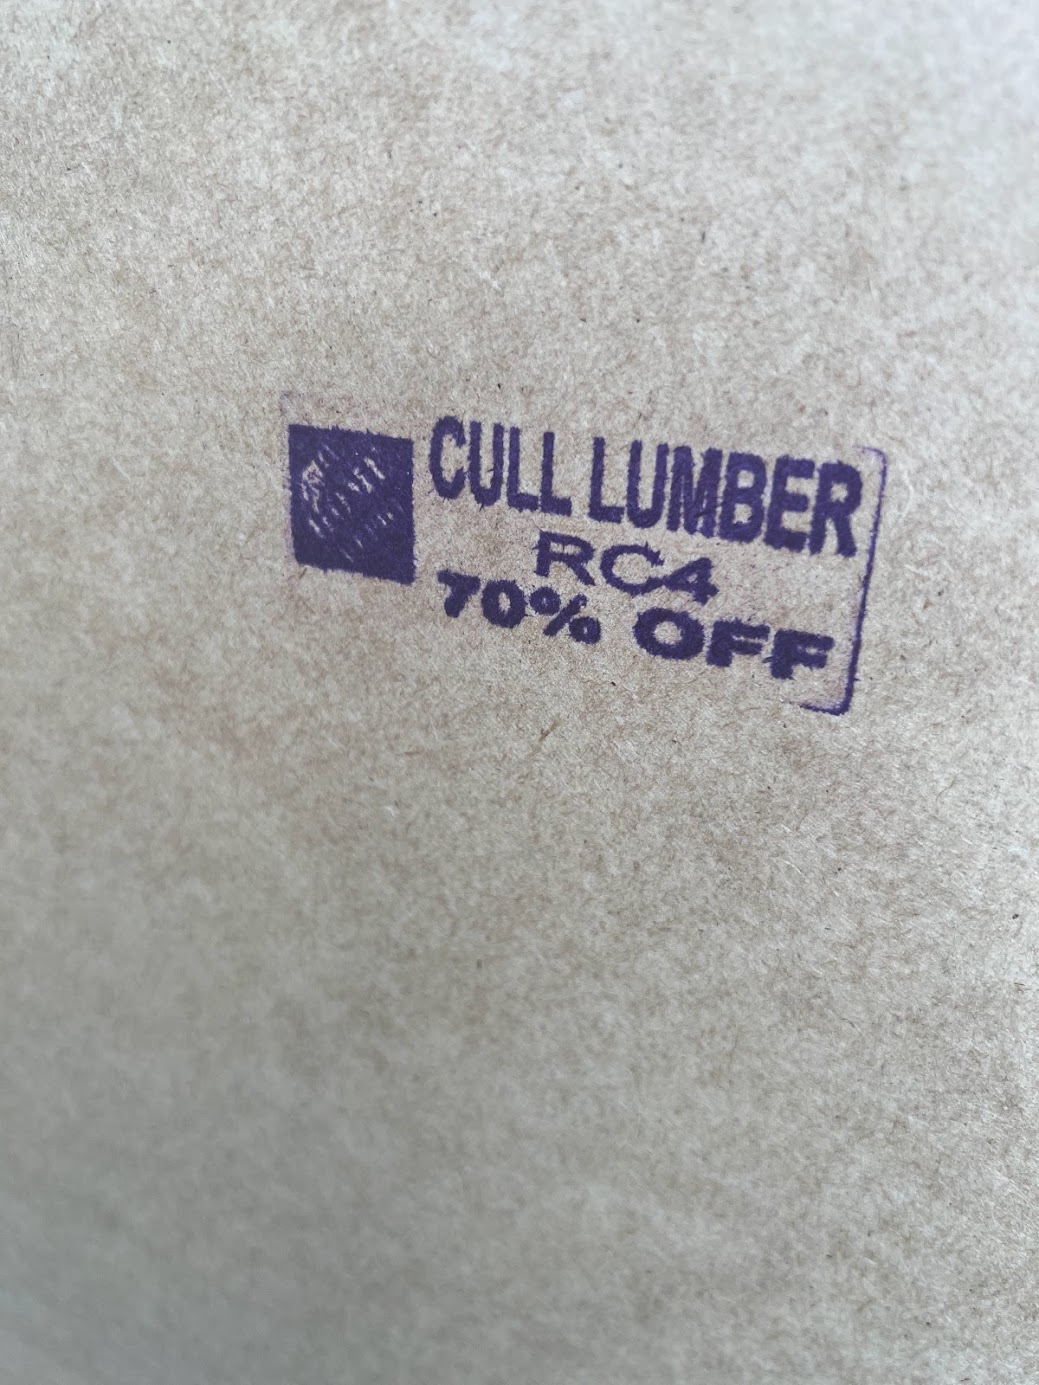 CULL LUMBER
RC4
70% OFF